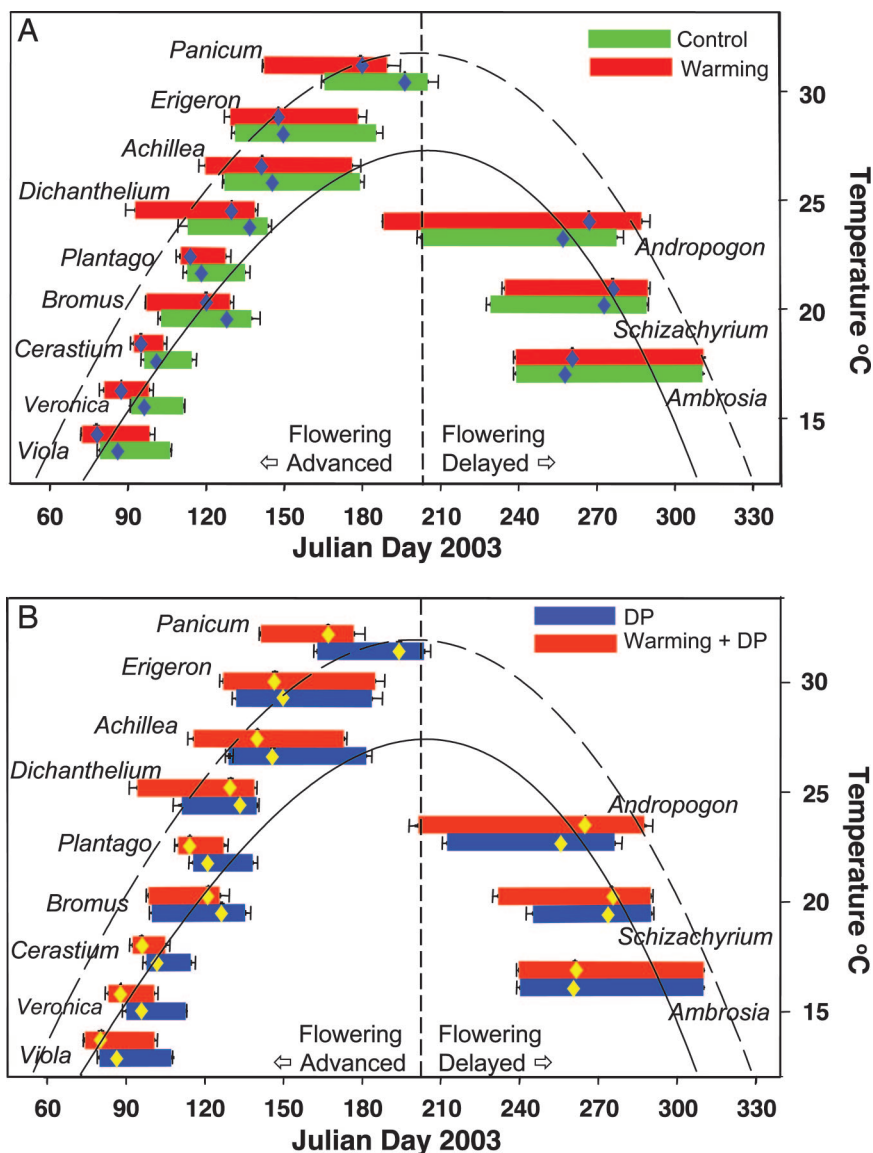 A
Panicum
Control
Warming
30
Erigeron
Achillea
25
Dichanthelium
Plantago
Andropogon
Temperature ºC
Bromus
20
Schizachyrium
Cerastium
Ambrosia
Veronica
15
Viola
Flowering
⇦ Advanced
Flowering
Delayed ⇨
60 90 120 150 180 210 240 270 300 330
Julian Day 2003
B
Panicum
DP
Warming + DP
Erigeron
30
Achillea
Dichanthelium
25
Andropogon
Plantago
Temperature ºC
Bromus
20
Schizachyrium
Cerastium
Veronica
Ambrosia
15
Viola
Flowering
⇦ Advanced
Flowering
Delayed ⇨
60 90 120 150 180 210 240 270 300 330
Julian Day 2003